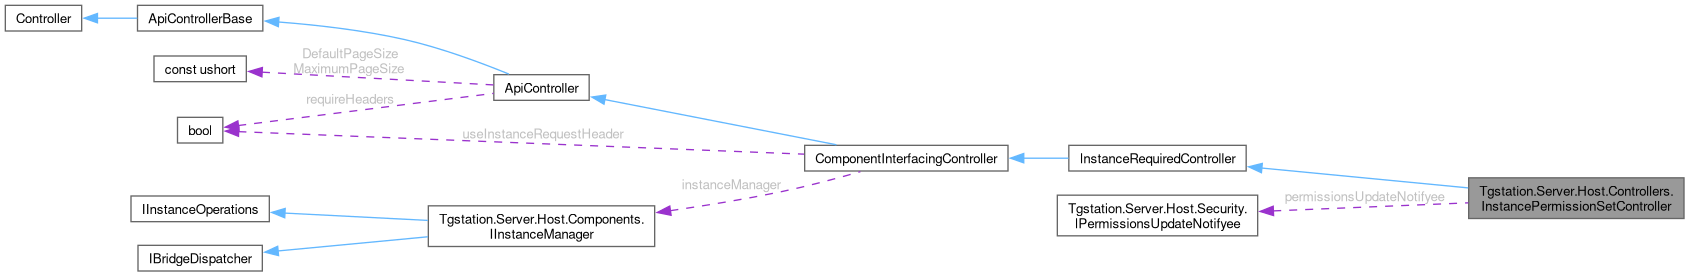 Controller
ApiControllerBase
const ushort
DefaultPageSize
MaximumPageSize
ApiController
requireHeaders
bool
useInstanceRequestHeader
ComponentInterfacingController
InstanceRequiredController
instanceManager
Tgstation.Server.Host.Controllers.
InstancePermissionSetController
permissionsUpdateNotifyee
Tgstation.Server.Host.Security.
IPermissionsUpdateNotifyee
IInstanceOperations
Tgstation.Server.Host.Components.
IInstanceManager
IBridgeDispatcher